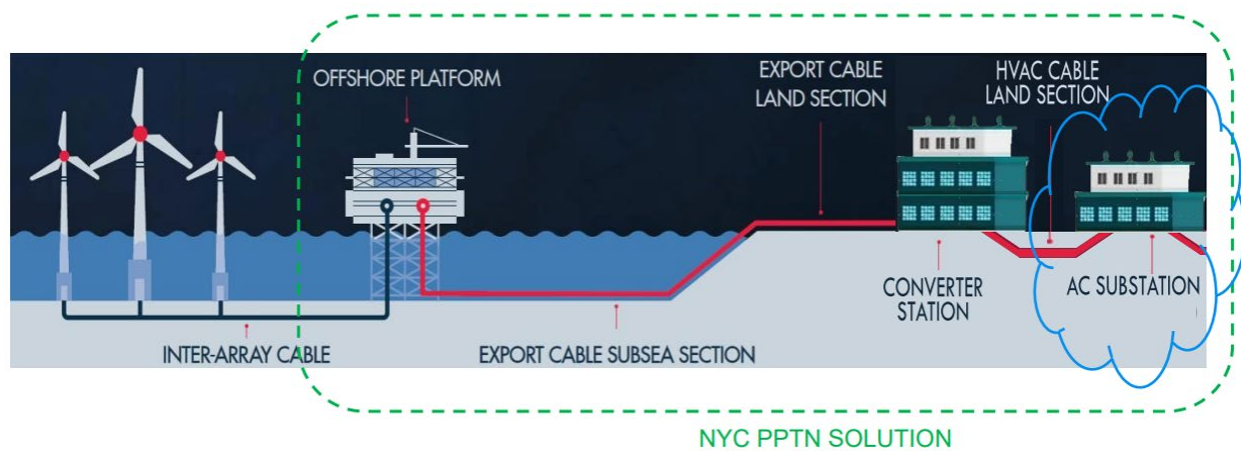 OFFSHORE PLATFORM
EXPORT CABLE
LAND SECTION
HVAC CABLE
LAND SECTION
INTER-ARRAY CABLE
EXPORT CABLE SUBSEA SECTION
CONVERTER
STATION
AC SUBSTATION
NYC PPTN SOLUTION